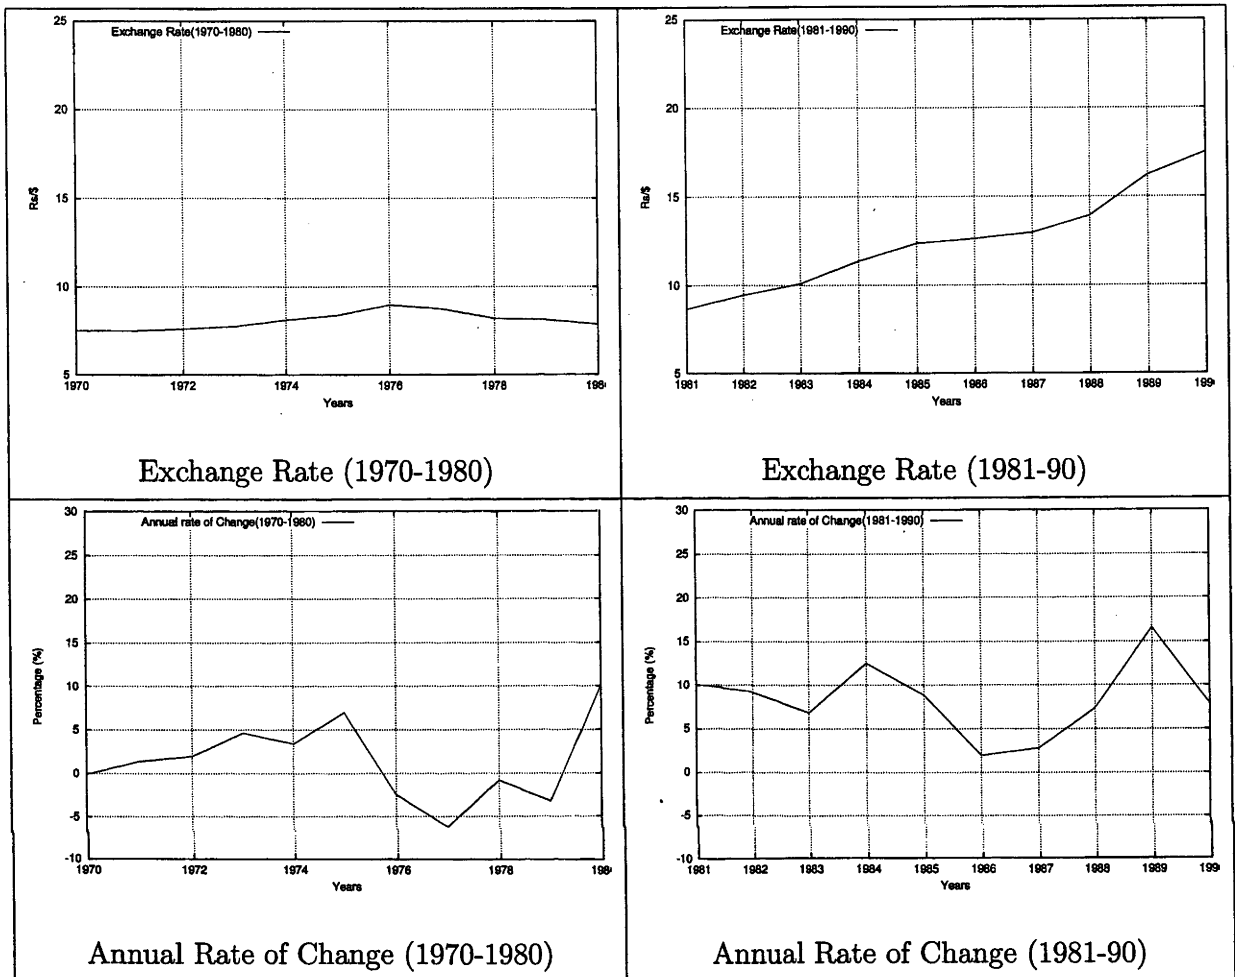 Exchange Rate(1970-1980)
25
20
15
10
5
Rs/$
1970 1972 1974 1976 1978 198
Years
Exchange Rate (1970-1980)
Exchange Rate(1981-1990)
25
20
15
10
5
Rs/$
1981 1982 1983 1984 1985 1986 1987 1988 1989 199
Years
Exchange Rate (1981-90)
Annual rate of Change(1970-1980)
30
25
20
15
10
5
0
-5
-10
Percentage (%)
1970 1972 1974 1976 1978 198
Years
Annual Rate of Change (1970-1980)
Annual rate of Change(1981-1990)
30
25
20
15
10
5
0
-5
-10
Percentage (%)
1981 1982 1983 1984 1985 1986 1987 1988 1989 199
Years
Annual Rate of Change (1981-90)